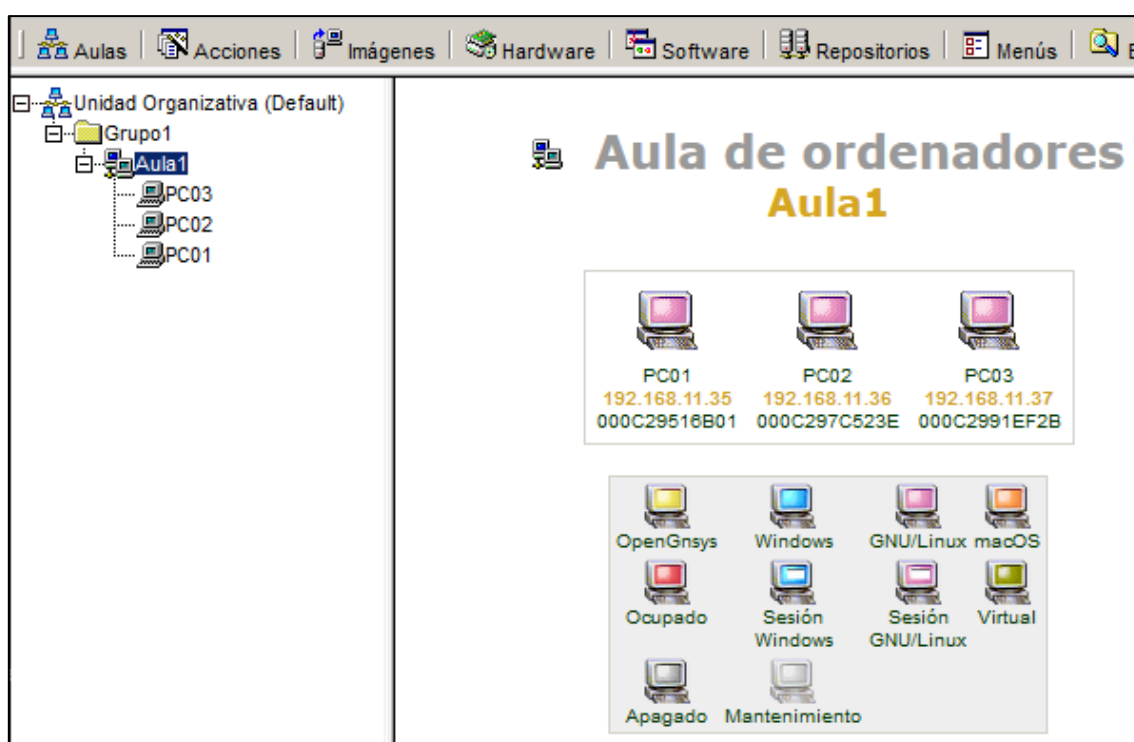 Aulas Acciones Imágenes Hardware Software Repositorios Menús
Unidad Organizativa (Default)
Grupo1
Aula1
PC03
PC02
PC01
Aula de ordenadores
Aula1
PC01 PC02 PC03
192.168.11.35 192.168.11.36 192.168.11.37
000C29516B01 000C297C523E 000C2991EF2B
OpenGnsys Windows GNU/Linux macOS
Ocupado Sesión Windows Sesión GNU/Linux Virtual
Apagado Mantenimiento